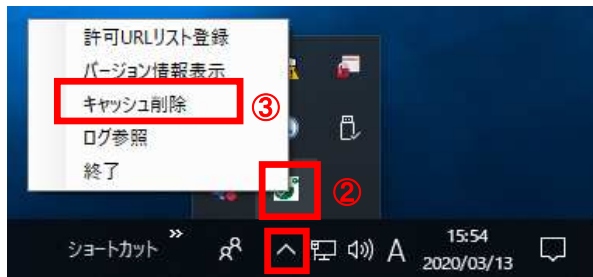 許可URLリスト登録
バージョン情報表示
キャッシュ削除
③
ログ参照
終了
②
ショートカット
»
A
15:54
2020/03/13